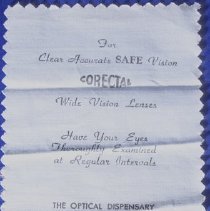 For
Clear Accurate SAFE Vision
CORECTAL
Wide Vision Lenses
Have Your Eyes
Thoroughly Examined
at Regular Intervals
THE OPTICAL DISPENSARY